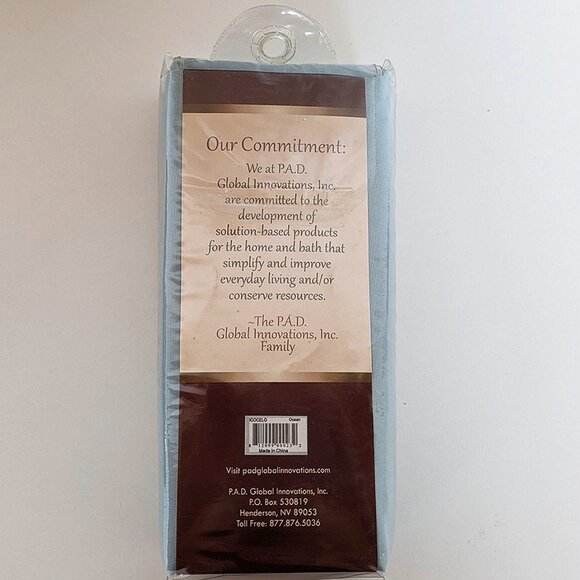 Our Commitment:
We at P.A.D.
Global Innovations, Inc.
are committed to the
development of
solution-based products
for the home and bath that
simplify and improve
everyday living and/or
conserve resources.
~The P.A.D.
Global Innovations, Inc.
Family
ICOCELO Ocean
Made In China
Visit padglobalinnovations.com
P.A.D. Global Innovations, Inc.
P.O. Box 530819
Henderson, NV 89053
Toll Free: 877.876.5036